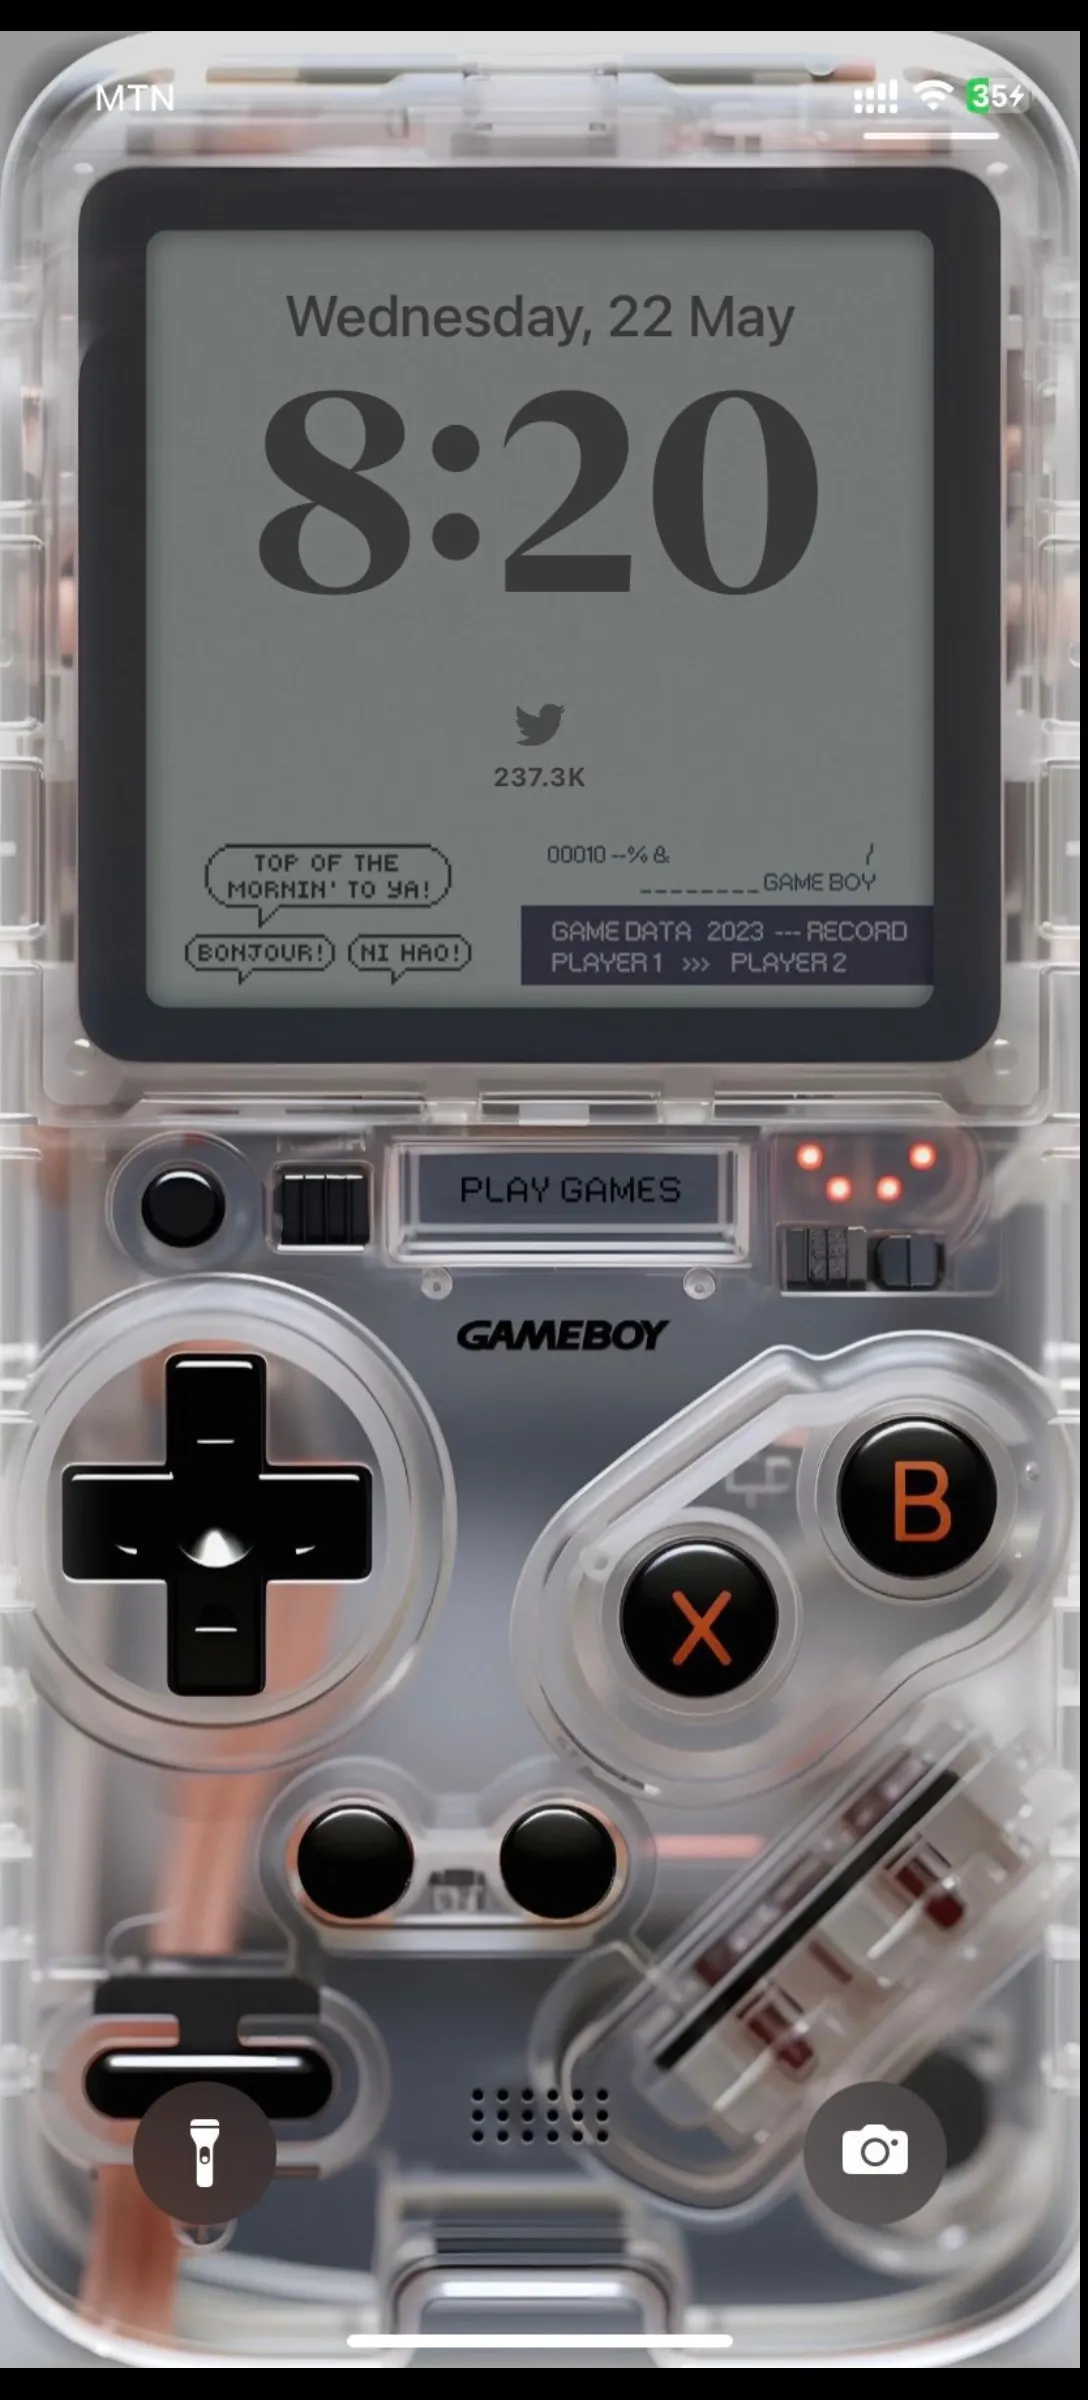 MTN
35
Wednesday, 22 May
8:20
237.3K
TOP OF THE
MORNIN' TO YA!
BONJOUR!
NI HAO!
00010 --% & /
________GAME BOY
GAME DATA 2023 --- RECORD
PLAYER 1 >>> PLAYER 2
PLAY GAMES
GAMEBOY
B
X